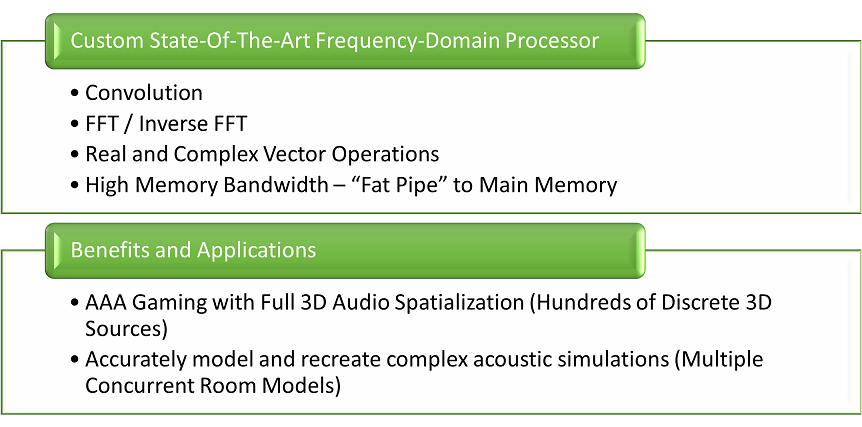 Custom State-Of-The-Art Frequency-Domain Processor
• Convolution
• FFT / Inverse FFT
• Real and Complex Vector Operations
• High Memory Bandwidth – “Fat Pipe” to Main Memory
Benefits and Applications
• AAA Gaming with Full 3D Audio Spatialization (Hundreds of Discrete 3D
Sources)
• Accurately model and recreate complex acoustic simulations (Multiple
Concurrent Room Models)